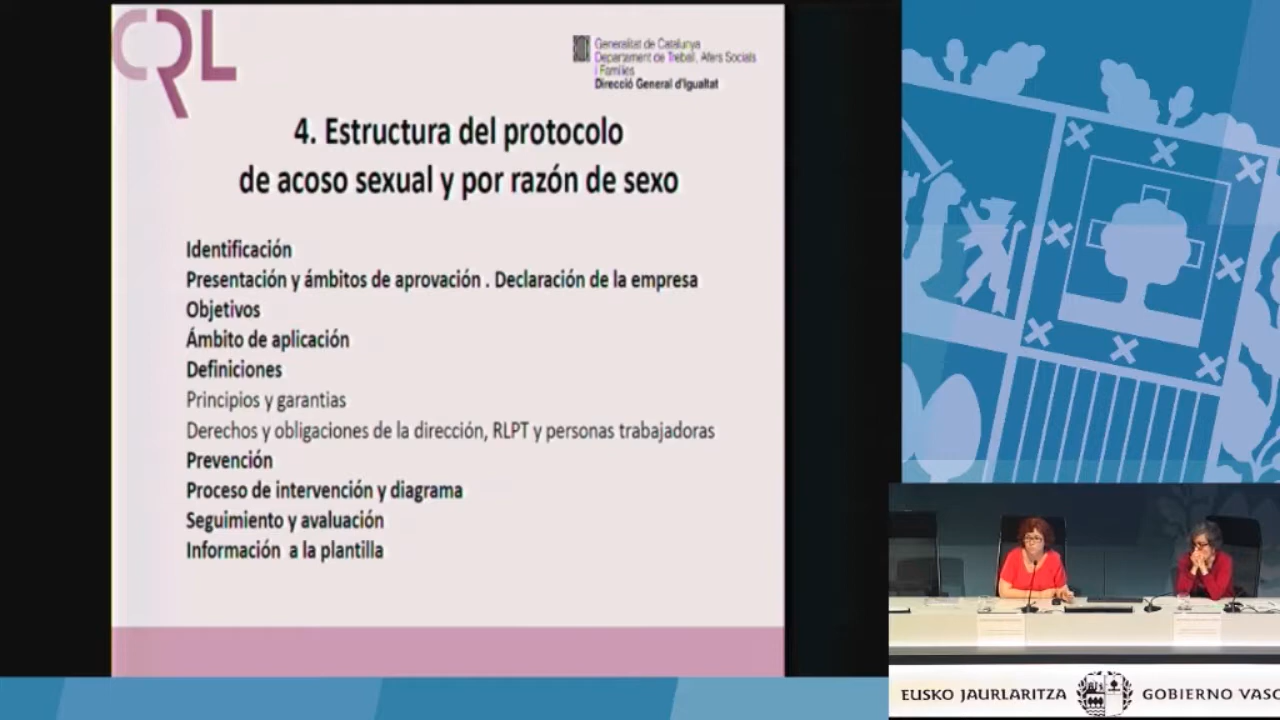 CRL
Generalitat de Catalunya
Departament de Treball, Afers Socials
i Famílies
Direcció General d'Igualtat
4. Estructura del protocolo
de acoso sexual y por razón de sexo
Identificación
Presentación y ámbitos de aprovación . Declaración de la empresa
Objetivos
Ámbito de aplicación
Definiciones
Principios y garantias
Derechos y obligaciones de la dirección, RLPT y personas trabajadoras
Prevención
Proceso de intervención y diagrama
Seguimiento y avaluación
Información a la plantilla
EUSKO JAURLARITZA GOBIERNO VASC